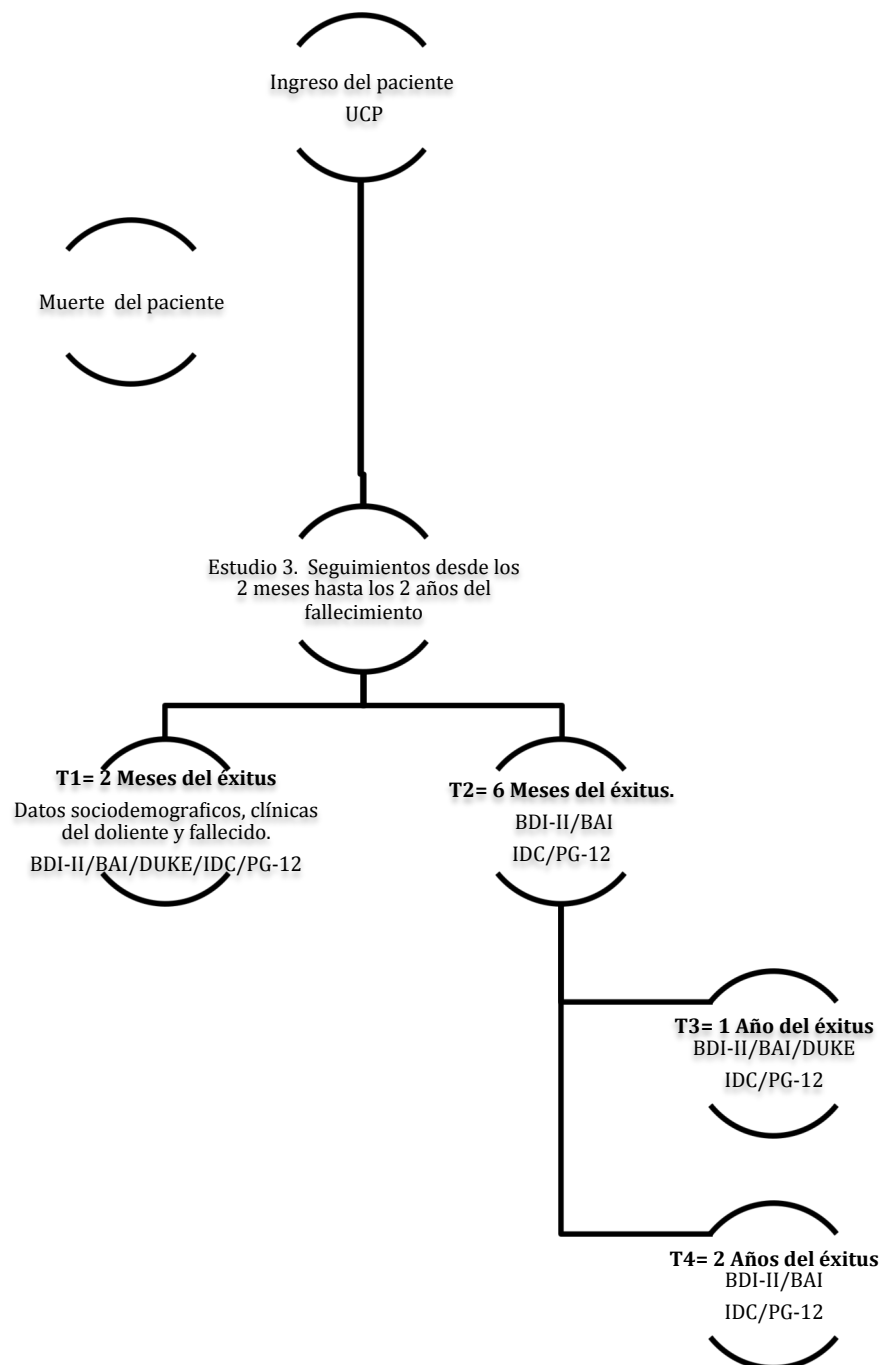 Ingreso del paciente
UCP
Muerte del paciente
Estudio 3. Seguimientos desde los
2 meses hasta los 2 años del
fallecimiento
T1= 2 Meses del éxitus
Datos sociodemograficos, clínicas
del doliente y fallecido.
BDI-II/BAI/DUKE/IDC/PG-12
T2= 6 Meses del éxitus.
BDI-II/BAI
IDC/PG-12
T3= 1 Año del éxitus
BDI-II/BAI/DUKE
IDC/PG-12
T4= 2 Años del éxitus
BDI-II/BAI
IDC/PG-12